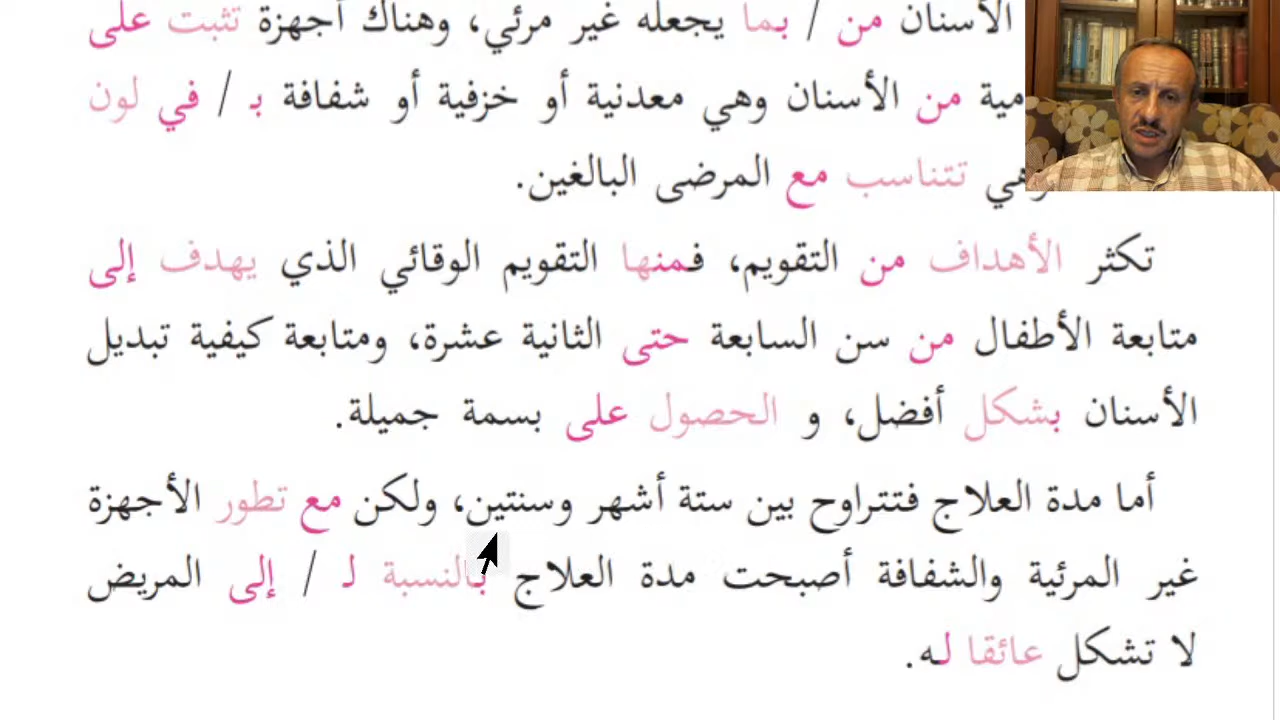 الأسنان من / بما يجعله غير مرئي، وهناك أجهزة تثبت على
من الأسنان وهي معدنية أو خزفية أو شفافة بـ / في لون
تتناسب مع المرضى البالغين.
تكثر الأهداف من التقويم، فمنها التقويم الوقائي الذي يهدف إلى
متابعة الأطفال من سن السابعة حتى الثانية عشرة، ومتابعة كيفية تبديل
الأسنان بشكل أفضل، و الحصول على بسمة جميلة.
أما مدة العلاج فتتراوح بين ستة أشهر وسنتين، ولكن مع تطور الأجهزة
غير المرئية والشفافة أصبحت مدة العلاج بالنسبة لـ / إلى المريض
لا تشكل عائقا له.